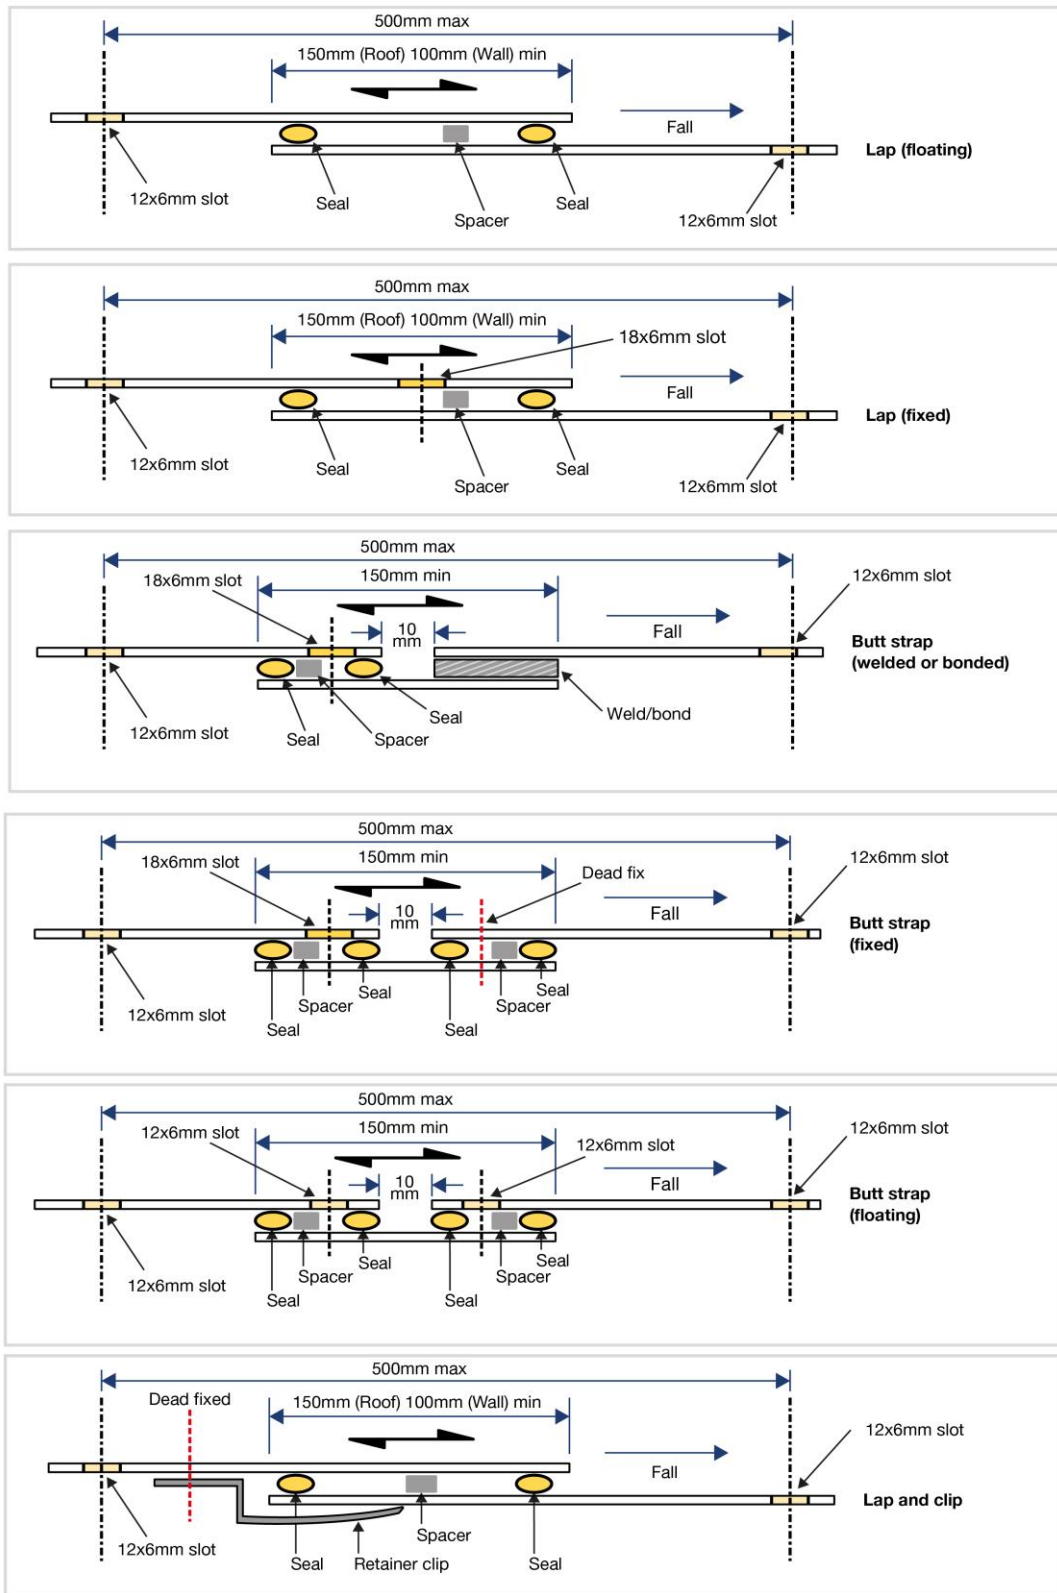 500mm max
150mm (Roof) 100mm (Wall) min
Fall
Lap (floating)
12x6mm slot
Seal
Spacer
Seal
12x6mm slot
500mm max
150mm (Roof) 100mm (Wall) min
18x6mm slot
Fall
Lap (fixed)
12x6mm slot
Seal
Spacer
Seal
12x6mm slot
500mm max
18x6mm slot
150mm min
12x6mm slot
10
mm
Fall
Butt strap
(welded or bonded)
12x6mm slot
Seal
Spacer
Seal
Weld/bond
500mm max
18x6mm slot
150mm min
Dead fix
12x6mm slot
10
mm
Fall
Butt strap
(fixed)
12x6mm slot
Seal
Spacer
Seal
Seal
Spacer
Seal
500mm max
12x6mm slot
150mm min
12x6mm slot
12x6mm slot
10
mm
Fall
Butt strap
(floating)
12x6mm slot
Seal
Spacer
Seal
Seal
Spacer
Seal
500mm max
Dead fixed
150mm (Roof) 100mm (Wall) min
12x6mm slot
Fall
Lap and clip
12x6mm slot
Seal
Retainer clip
Spacer
Seal